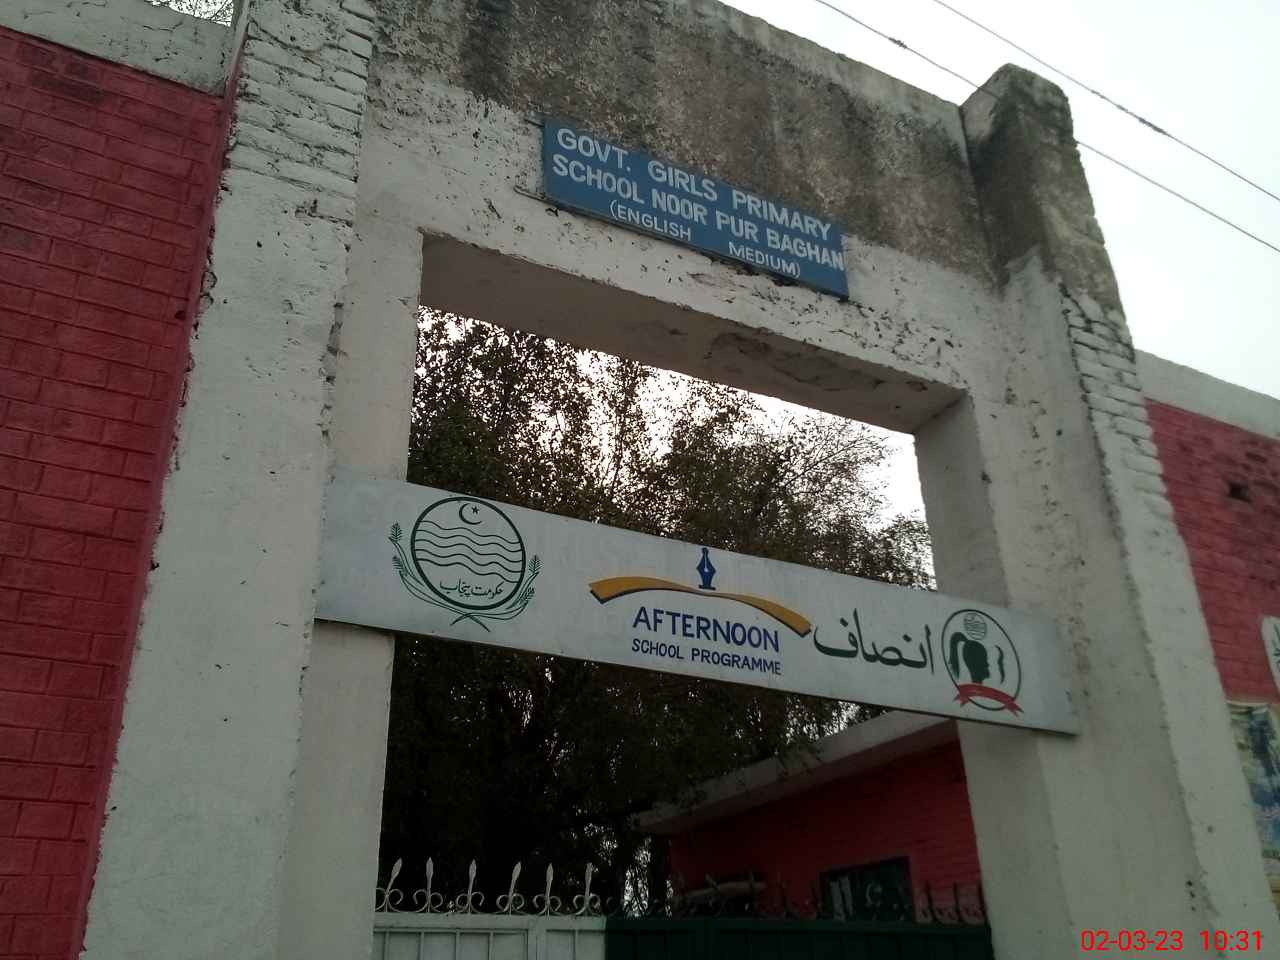 GOVT. GIRLS PRIMARY
SCHOOL NOOR PUR BAGHAN
(ENGLISH MEDIUM)
حکومت پنجاب
AFTERNOON
SCHOOL PROGRAMME
انصاف
02-03-23 10:31